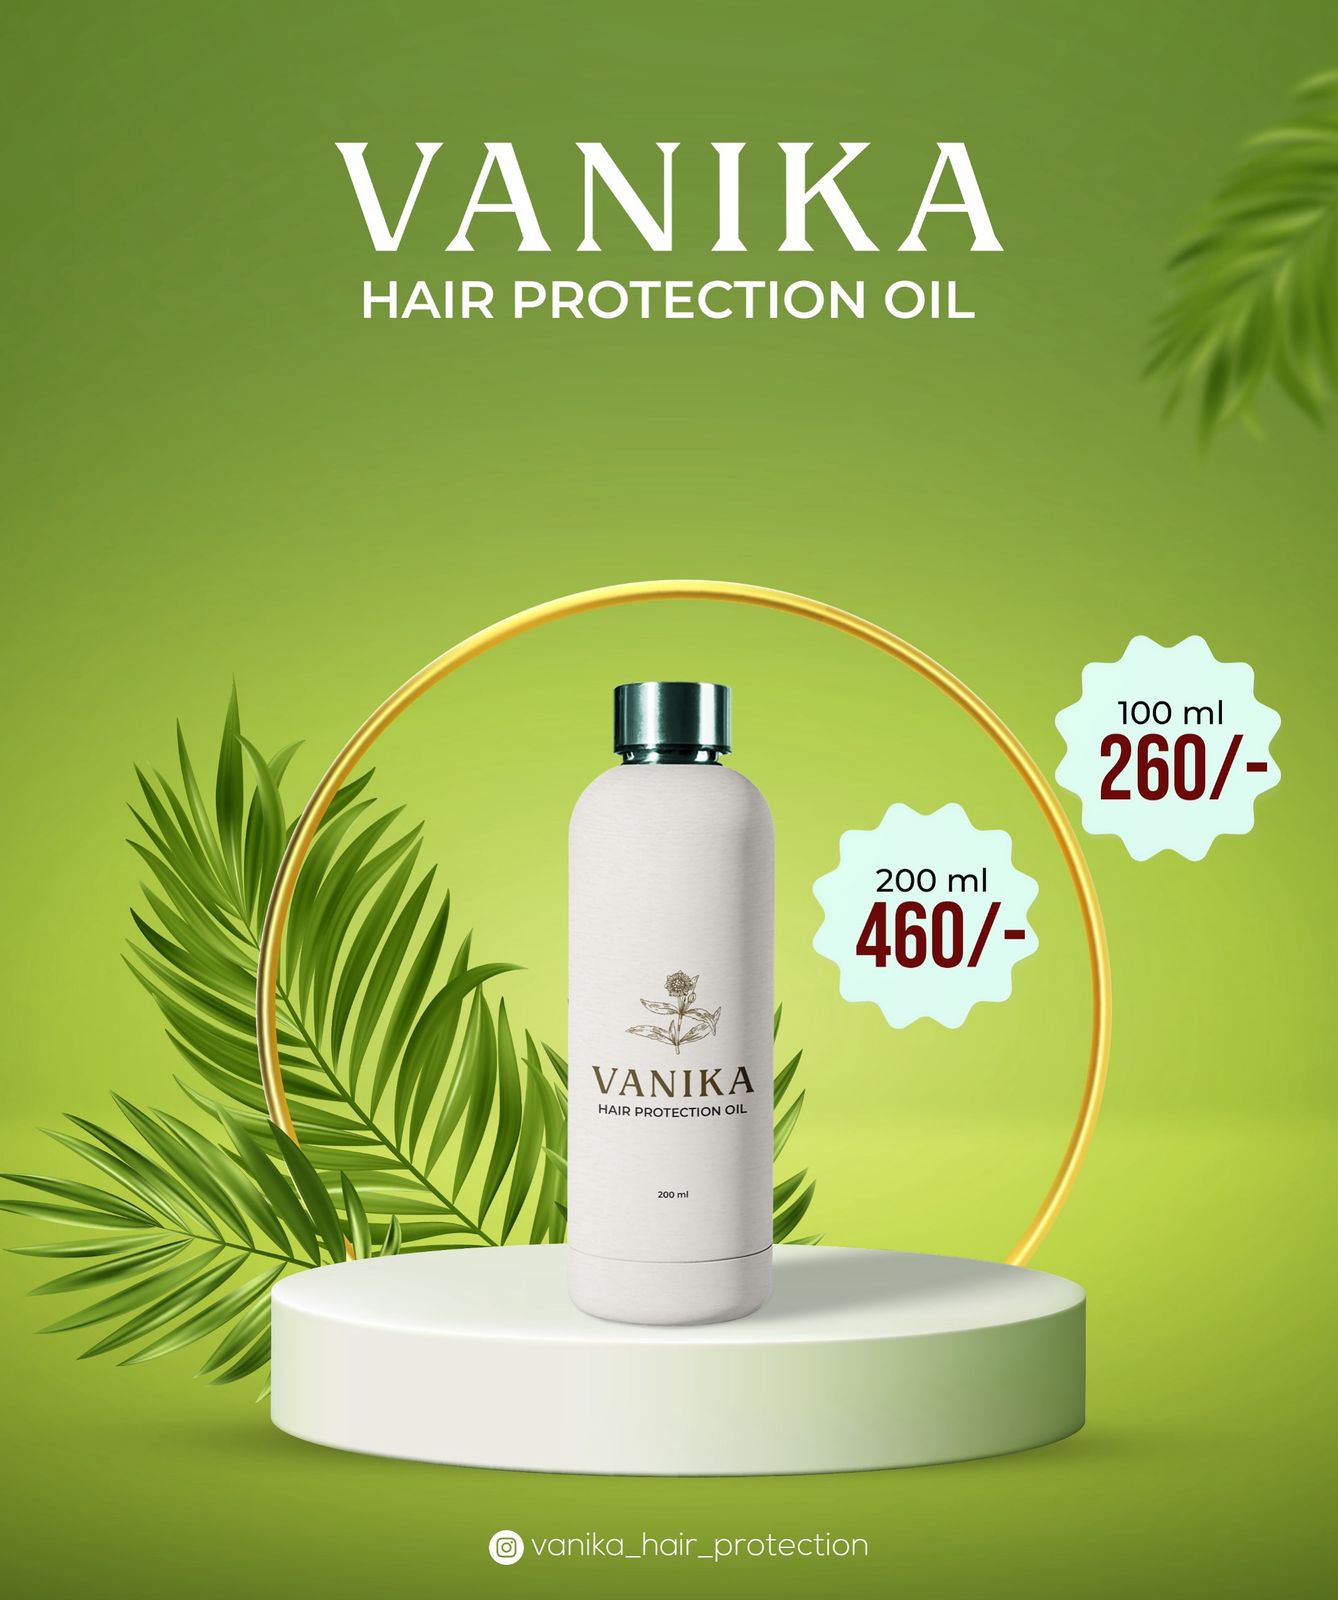 VANIKA
HAIR PROTECTION OIL
100 ml
260/-
200 ml
460/-
VANIKA
HAIR PROTECTION OIL
200 ml
vanika_hair_protection